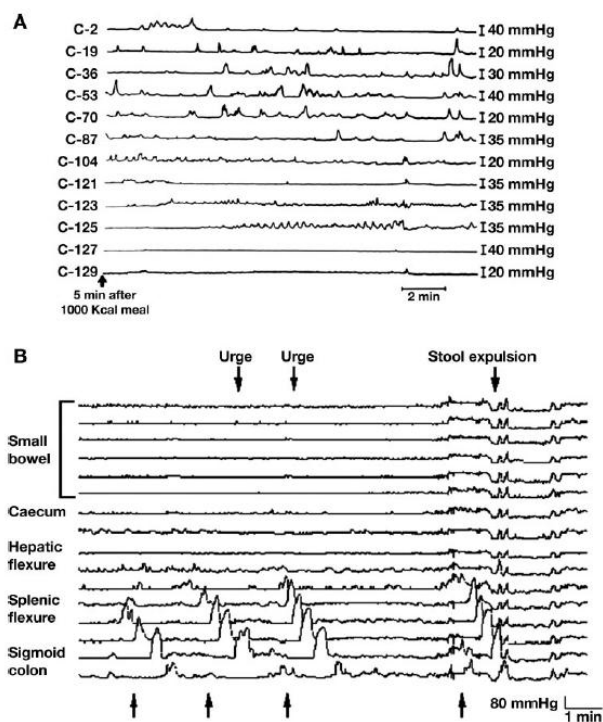 A
C-2 40 mmHg
C-19 20 mmHg
C-36 30 mmHg
C-53 40 mmHg
C-70 20 mmHg
C-87 35 mmHg
C-104 20 mmHg
C-121 35 mmHg
C-123 35 mmHg
C-125 35 mmHg
C-127 40 mmHg
C-129 20 mmHg
5 min after
1000 Kcal meal
2 min
B
Urge Urge Stool expulsion
Small
bowel
Caecum
Hepatic
flexure
Splenic
flexure
Sigmoid
colon
80 mmHg
1 min